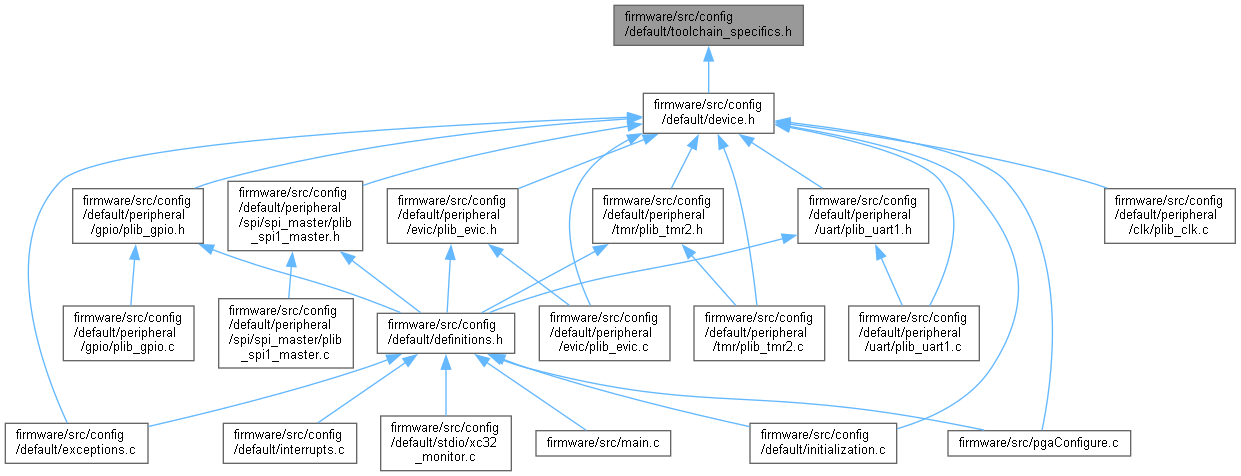 firmware/src/config
/default/toolchain_specifics.h
firmware/src/config
/default/device.h
firmware/src/config
/default/peripheral
/gpio/plib_gpio.h
firmware/src/config
/default/peripheral
/spi/spi_master/plib
_spi1_master.h
firmware/src/config
/default/peripheral
/evic/plib_evic.h
firmware/src/config
/default/peripheral
/tmr/plib_tmr2.h
firmware/src/config
/default/peripheral
/uart/plib_uart1.h
firmware/src/config
/default/peripheral
/clk/plib_clk.c
firmware/src/config
/default/peripheral
/gpio/plib_gpio.c
firmware/src/config
/default/peripheral
/spi/spi_master/plib
_spi1_master.c
firmware/src/config
/default/definitions.h
firmware/src/config
/default/peripheral
/evic/plib_evic.c
firmware/src/config
/default/peripheral
/tmr/plib_tmr2.c
firmware/src/config
/default/peripheral
/uart/plib_uart1.c
firmware/src/config
/default/exceptions.c
firmware/src/config
/default/interrupts.c
firmware/src/config
/default/stdio/xc32
_monitor.c
firmware/src/main.c
firmware/src/config
/default/initialization.c
firmware/src/pgaConfigure.c